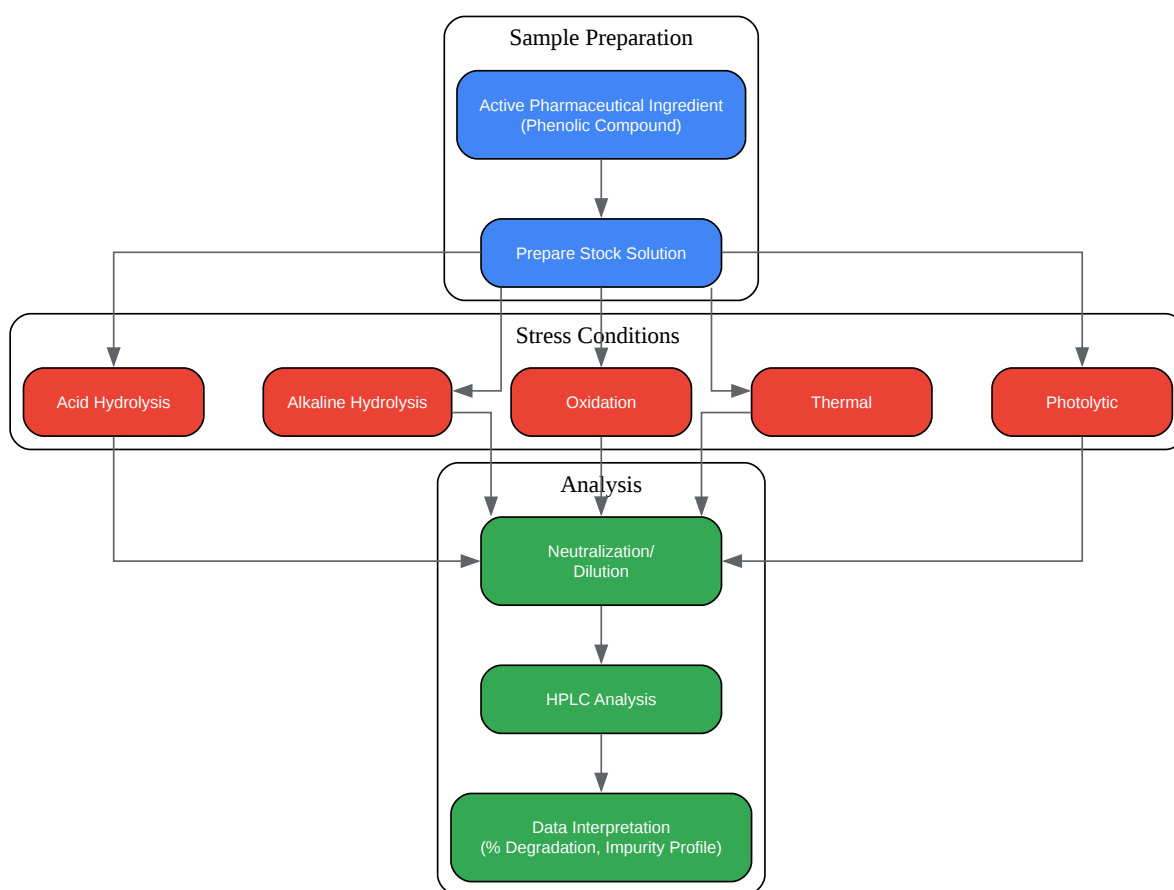 Sample Preparation
Active Pharmaceutical Ingredient
(Phenolic Compound)
Prepare Stock Solution
Stress Conditions
Acid Hydrolysis
Alkaline Hydrolysis
Oxidation
Thermal
Photolytic
Analysis
Neutralization/
Dilution
HPLC Analysis
Data Interpretation
(% Degradation, Impurity Profile)